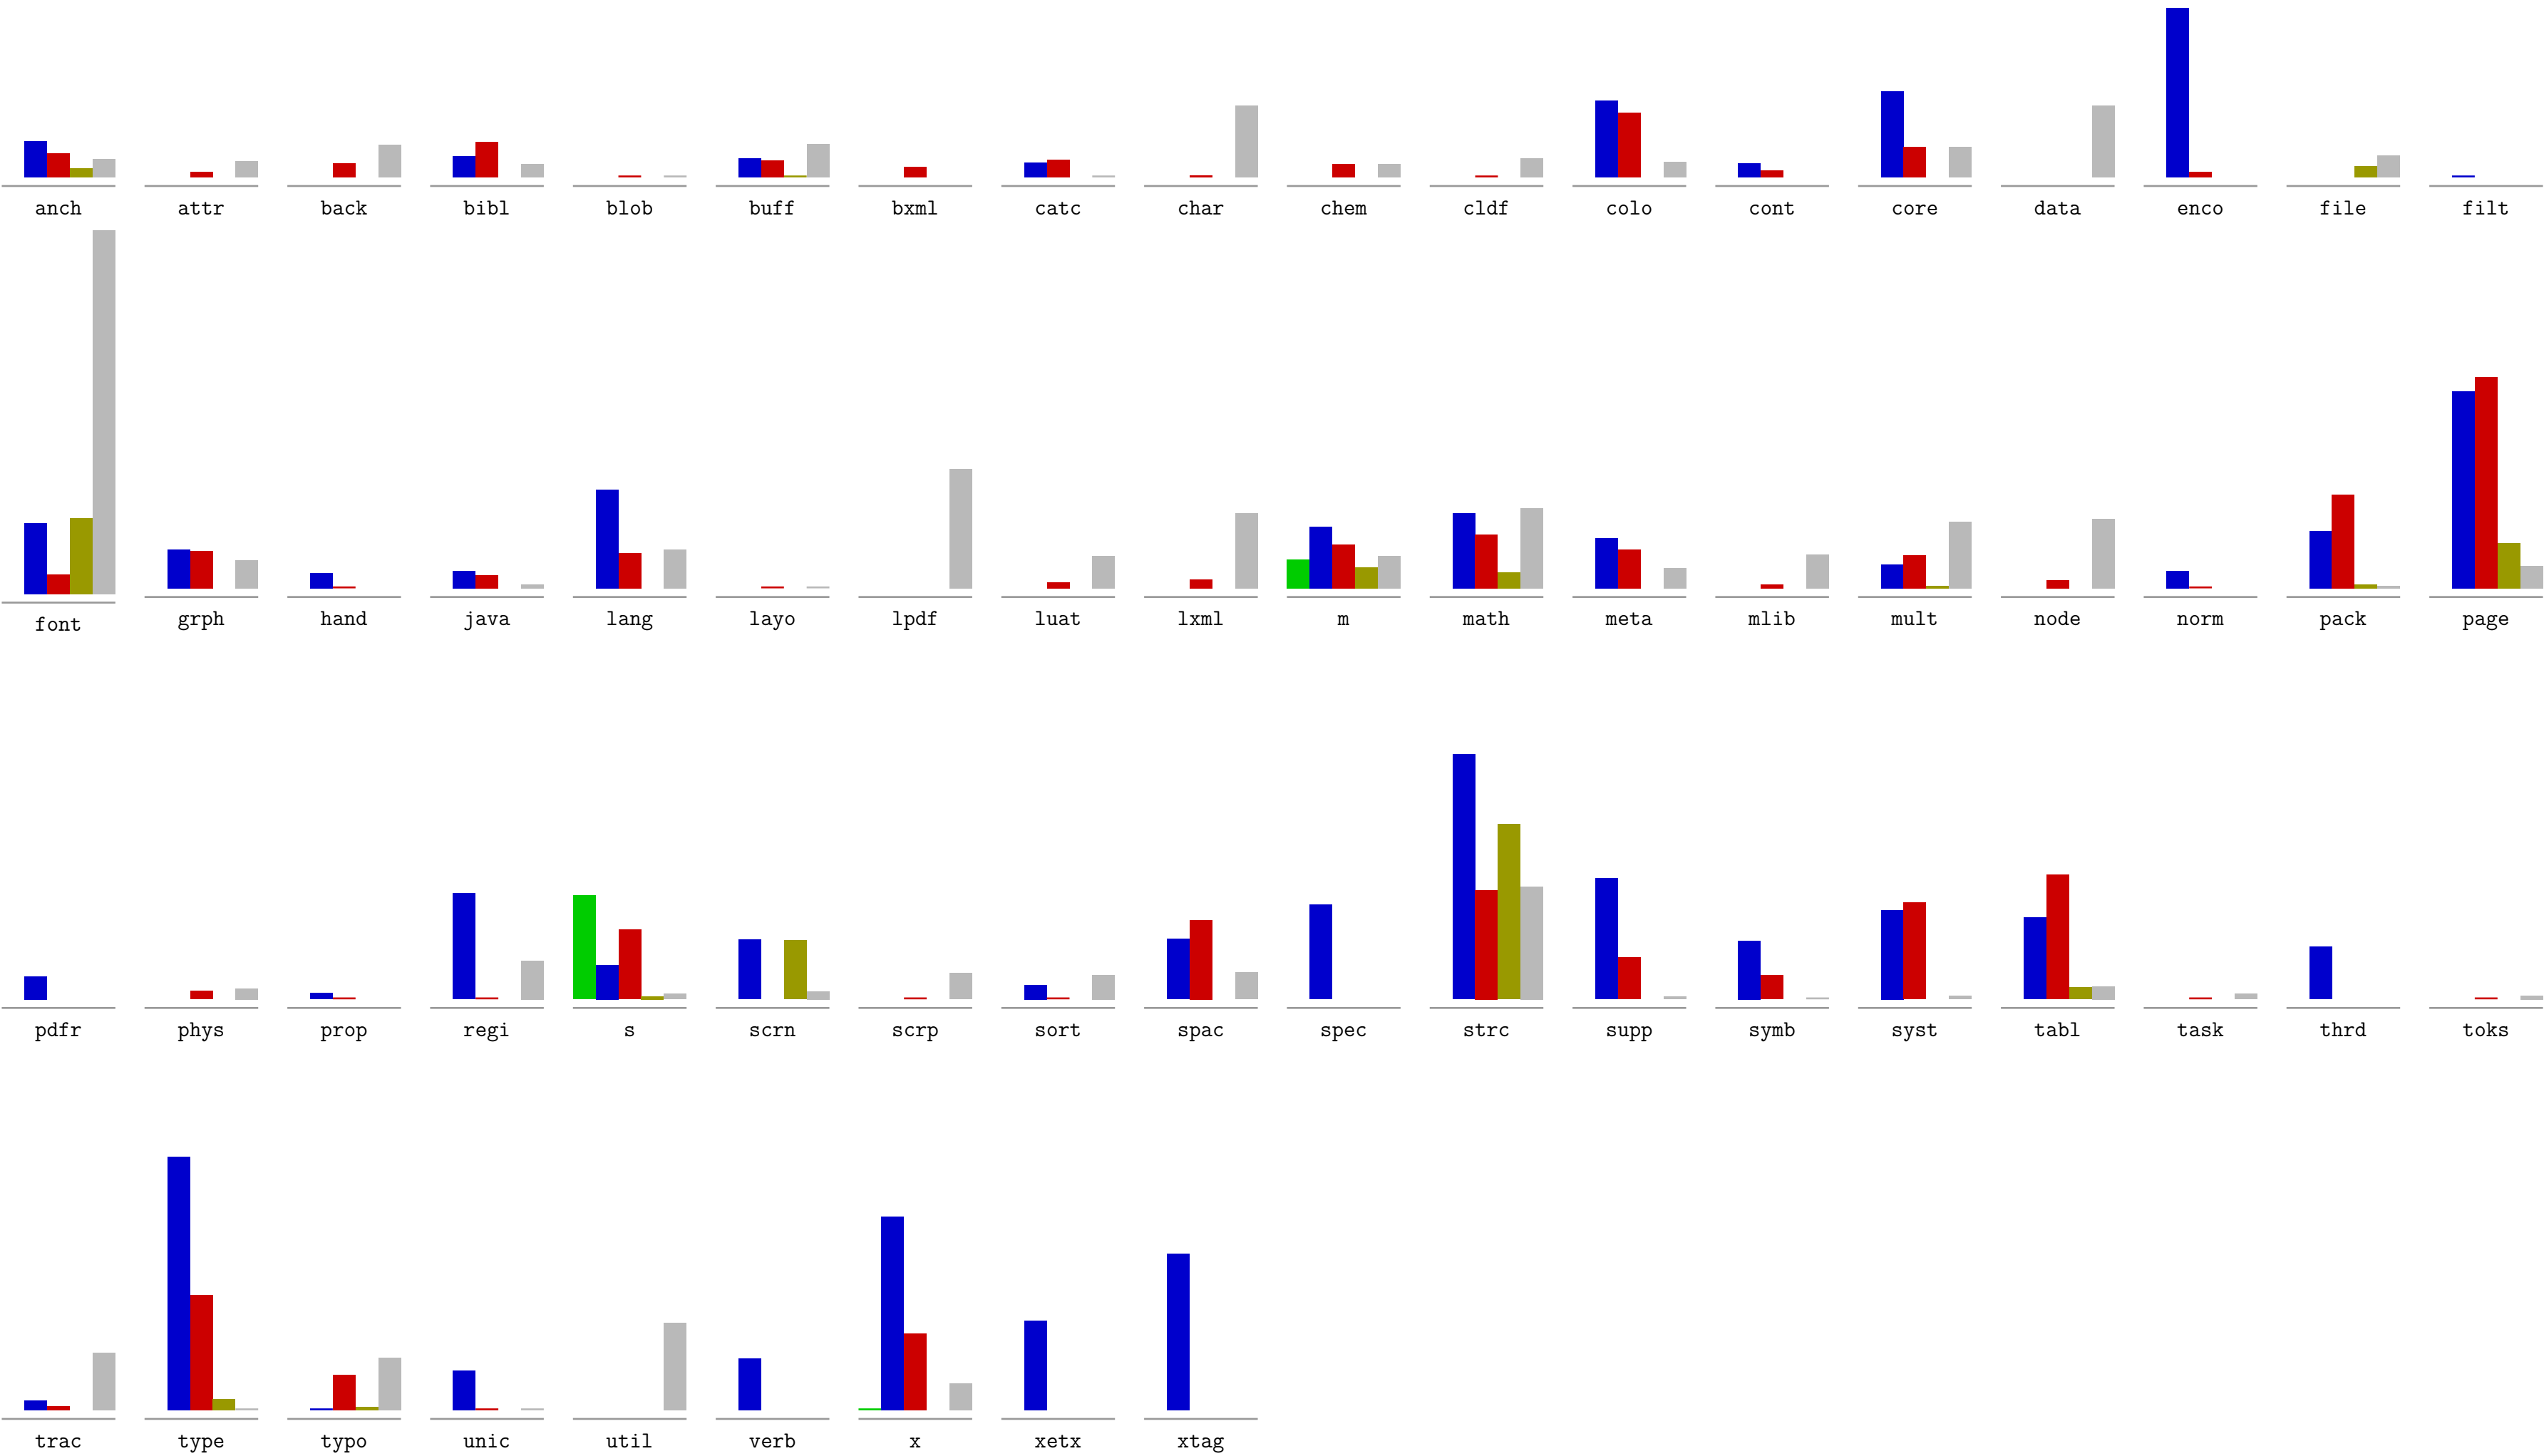 anch attr back bibl blob buff bxml catc char chem cldf colo cont core data enco file filt
font grph hand java lang layo lpdf luat lxml m math meta mlib mult node norm pack page
pdfr phys prop regi s scrn scrp sort spac spec strc supp symb syst tabl task thrd toks
trac type typo unic util verb x xetx xtag